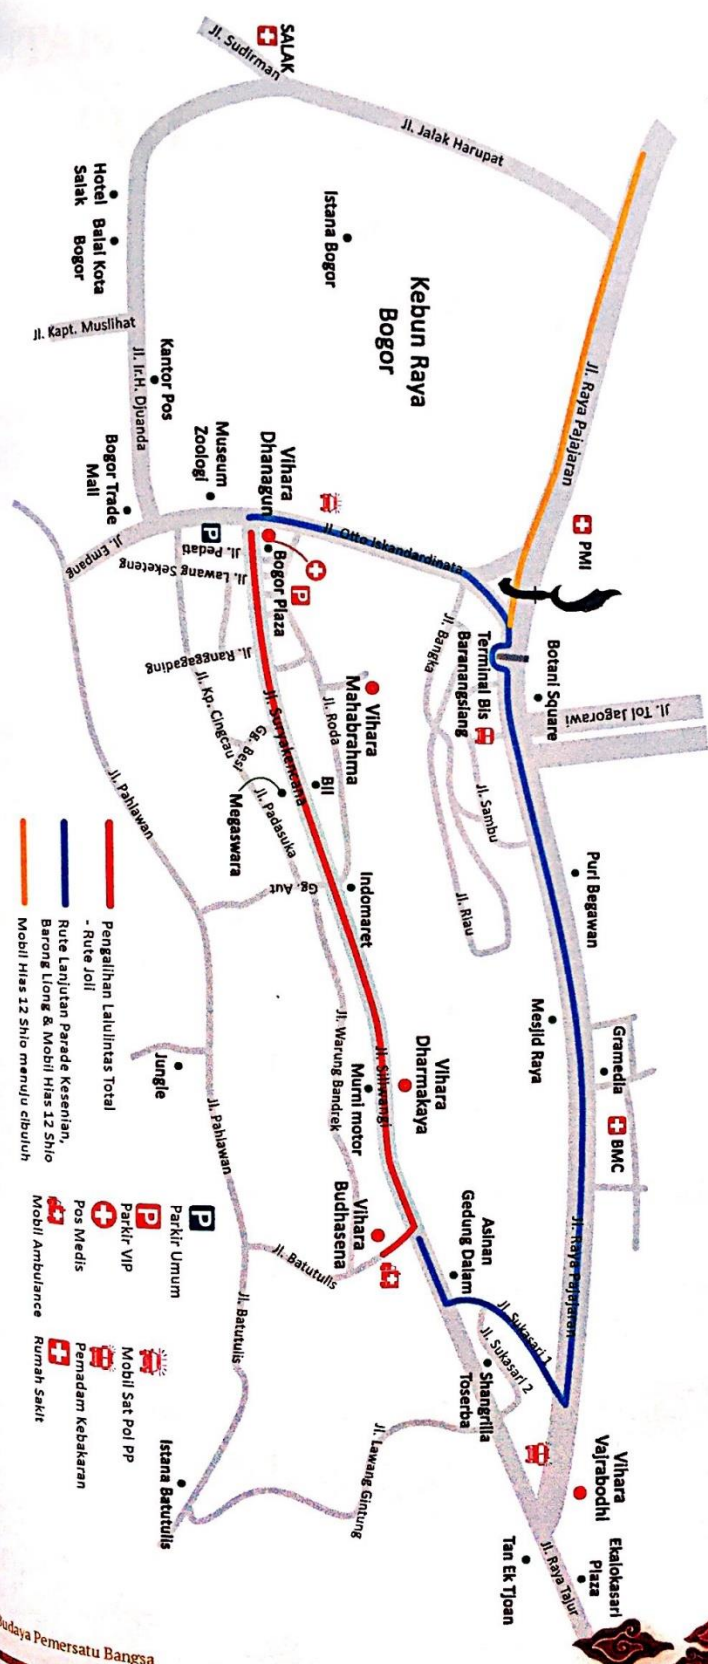 SALAK
Jl. Sudirman
Jl. Jalak Harupat
Hotel
Salak
Balai Kota
Bogor
Istana Bogor
Kebun Raya
Bogor
Jl. Kapt. Muslihat
Jl. Ir.H. Djuanda
Kantor Pos
Jl. Raya Pajajaran
PMI
Bogor Trade
Mall
Museum
Zoologi
Vihara
Dhanagun
Jl. Otto Iskandardinata
Jl. Empang
P
Jl. Pedati
Jl. Lawang Seketeng
Bogor Plaza
P
Jl. Ranggagading
Jl. Suryakencana
Jl. Kp. Cingcau
Gg. Besi
Jl. Roda
Vihara
Mahabrahma
Jl. Bangka
Terminal Bis
Baranangsiang
Botani Square
Jl. Tol Jagorawi
Jl. Sambu
Jl. Riau
BII
Megaswara
Jl. Padasuka
Jl. Pahlawan
Gg. Aut
Indomaret
Puri Begawan
Mesjid Raya
Gramedia
BMC
Jl. Warung Bandrek
Jl. Siliwangi
Vihara
Dharmakaya
Murni motor
Jungle
Jl. Pahlawan
Vihara
Budhasena
Jl. Batutulis
Asinan
Gedung Dalam
Jl. Sukasari 1
Jl. Sukasari 2
Jl. Raya Pajajaran
Shangrilla
Toserba
Jl. Batutulis
Jl. Lawang Gintung
Istana Batutulis
Vihara
Vajrabodhi
Ekalokasari
Plaza
Jl. Raya Tajur
Tan Ek Tjoan
Pengalihan Lalulintas Total
- Rute Joli
Rute Lanjutan Parade Kesenian,
Barong Liong & Mobil Hias 12 Shio
Mobil Hias 12 Shio menuju cibuluh
P Parkir Umum
P Parkir VIP
Pos Medis
Mobil Ambulance
Mobil Sat Pol PP
Pemadam Kebakaran
Rumah Sakit
udaya Pemersatu Bangsa